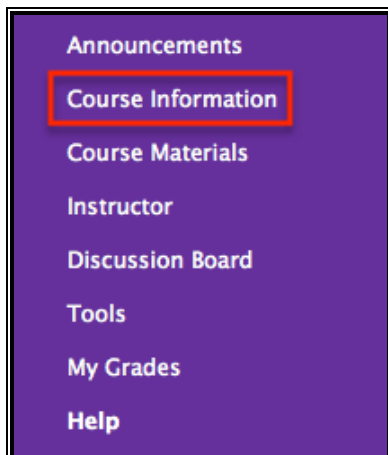 Announcements
Course Information
Course Materials
Instructor
Discussion Board
Tools
My Grades
Help